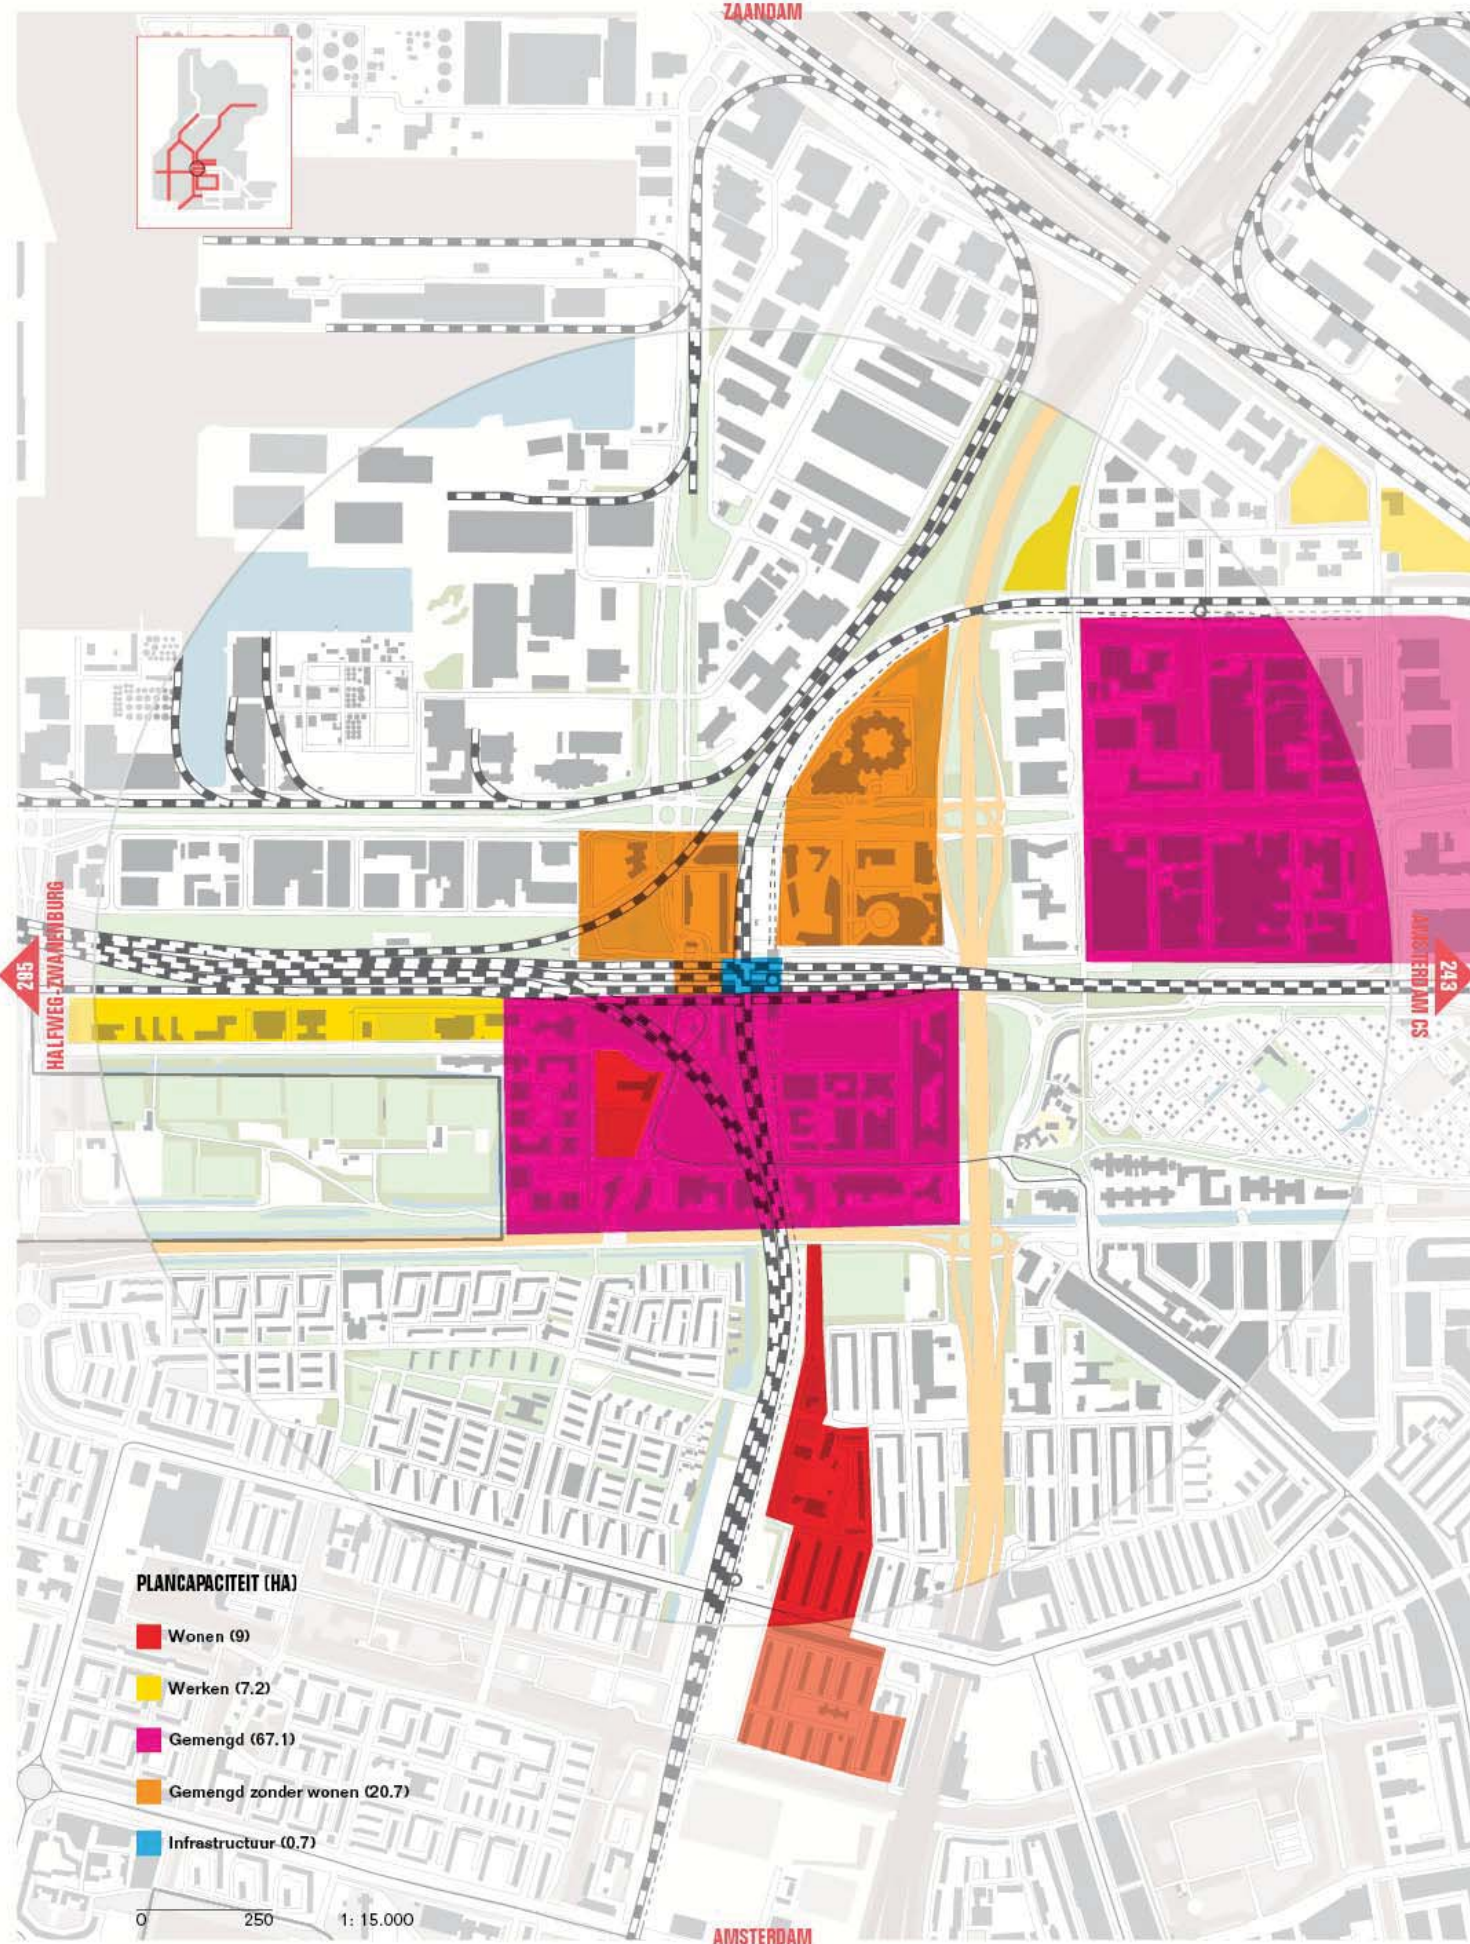 ZAANDAM
295
HALFWEG-ZWANENBURG
AMSTERDAM CS
243
PLANCAPACITEIT (HA)
Wonen (9)
Werken (7.2)
Gemengd (67.1)
Gemengd zonder wonen (20.7)
Infrastructuur (0.7)
0 250 1: 15.000
AMSTERDAM